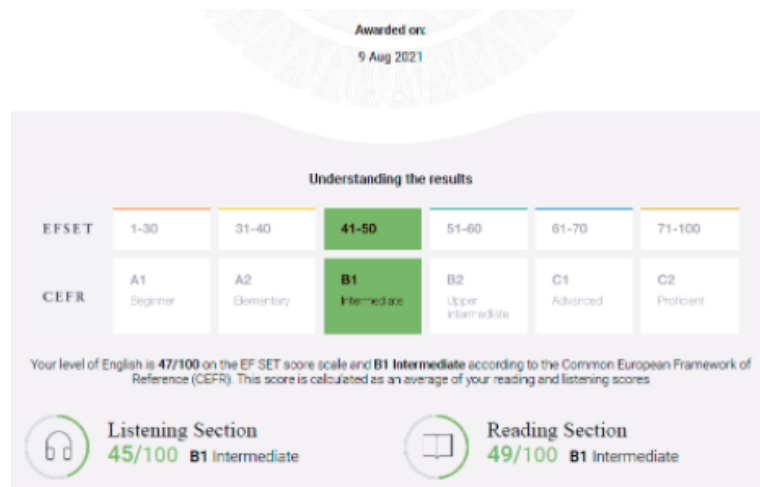 Awarded on:
9 Aug 2021
Understanding the results
EFSET 1-30 31-40 41-50 51-60 61-70 71-100
CEFR A1 A2 B1 B2 C1 C2
Beginner Elementary Intermediate Upper Intermediate Advanced Proficient
Your level of English is 47/100 on the EF SET score scale and B1 Intermediate according to the Common European Framework of
Reference (CEFR). This score is calculated as an average of your reading and listening scores
Listening Section
45/100 B1 Intermediate
Reading Section
49/100 B1 Intermediate